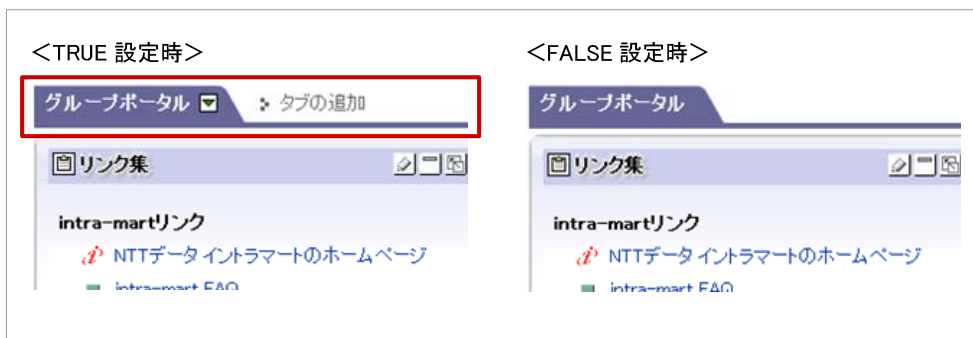 ＜TRUE 設定時＞
グループポータル
タブの追加
リンク集
intra-martリンク
NTTデータ イントラマートのホームページ
intra-mart FAQ
＜FALSE 設定時＞
グループポータル
リンク集
intra-martリンク
NTTデータ イントラマートのホームページ
intra-mart FAQ